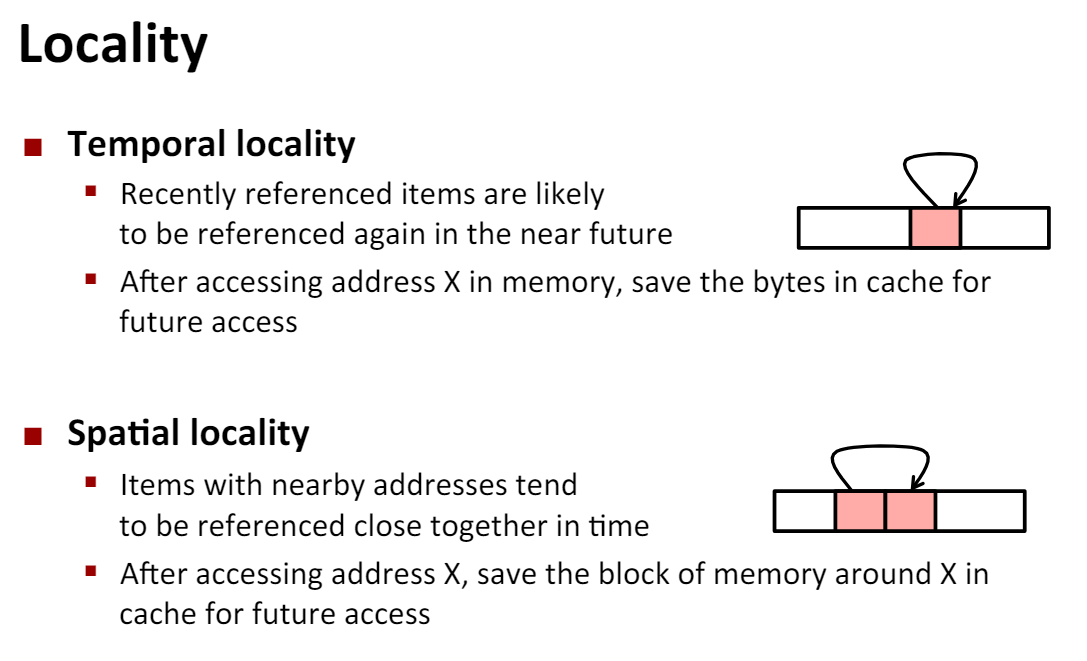 Locality
Temporal locality
Recently referenced items are likely
to be referenced again in the near future
After accessing address X in memory, save the bytes in cache for
future access
Spatial locality
Items with nearby addresses tend
to be referenced close together in time
After accessing address X, save the block of memory around X in
cache for future access